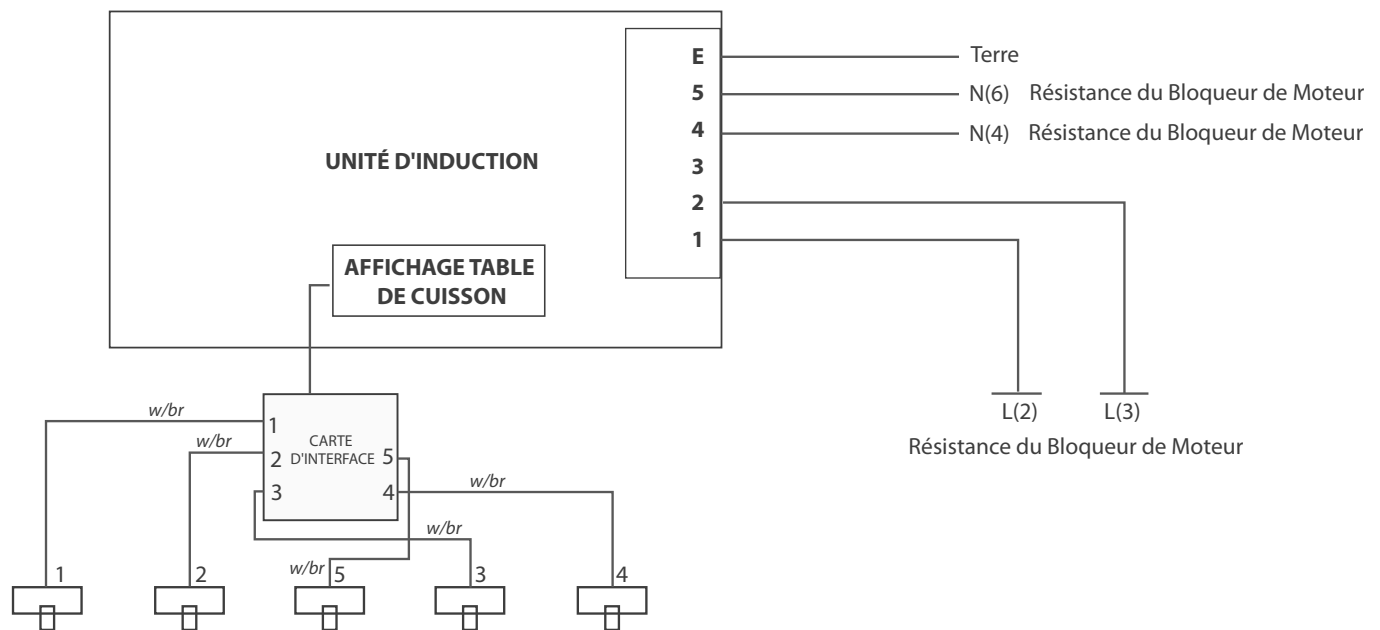 E
Terre
5
N(6) Résistance du Bloqueur de Moteur
4
N(4) Résistance du Bloqueur de Moteur
UNITÉ D'INDUCTION
3
2
1
AFFICHAGE TABLE
DE CUISSON
L(2)
L(3)
Résistance du Bloqueur de Moteur
w/br
1
w/br
CARTE
2
D'INTERFACE
5
3
4
w/br
w/br
w/br
1
2
5
3
4